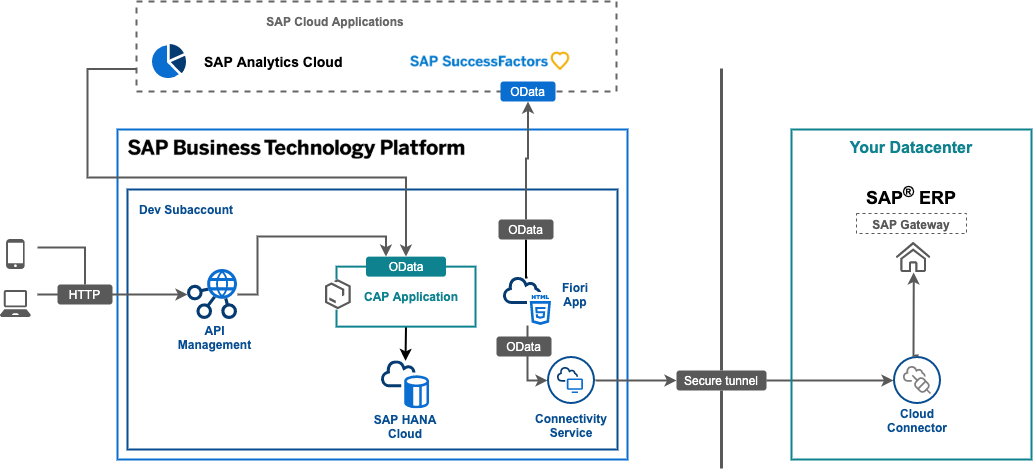 SAP Cloud Applications
SAP Analytics Cloud
SAP SuccessFactors
OData
SAP Business Technology Platform
Your Datacenter
SAP® ERP
SAP Gateway
Dev Subaccount
OData
OData
HTTP
CAP Application
HTML
5
Fiori
App
API
Management
OData
Secure tunnel
SAP HANA
Cloud
Connectivity
Service
Cloud
Connector